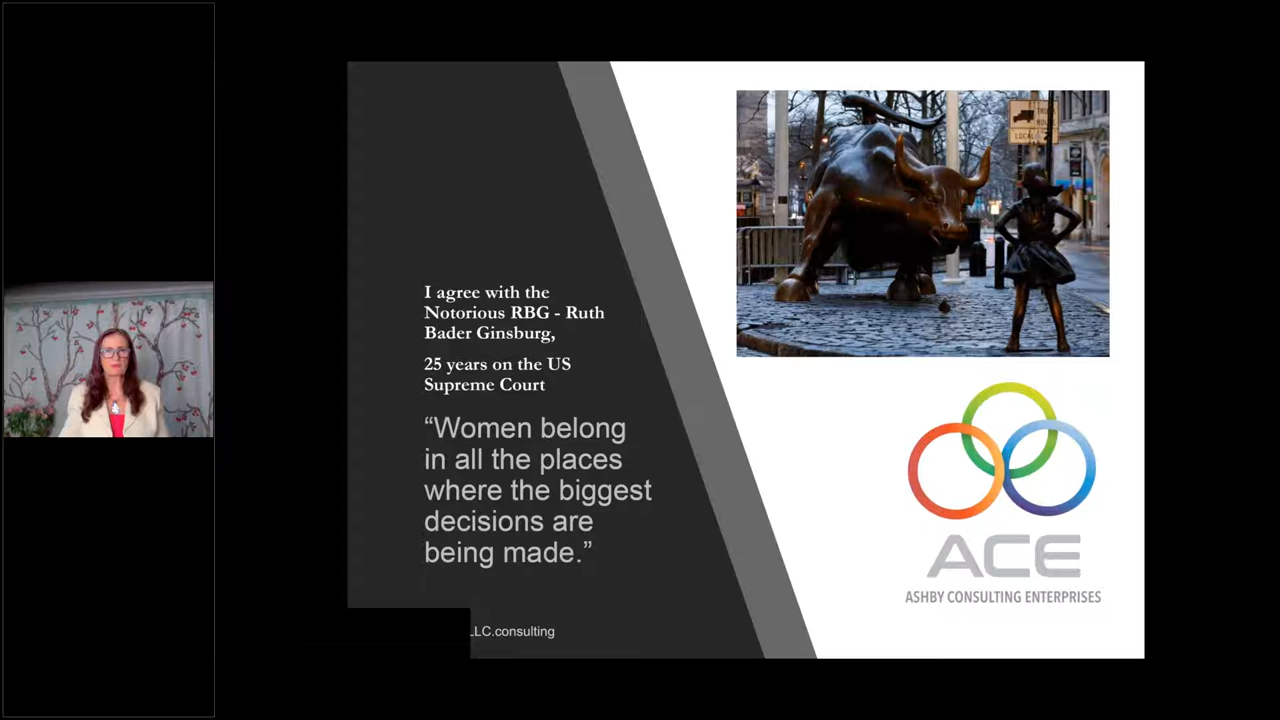 I agree with the
Notorious RBG - Ruth
Bader Ginsburg,
25 years on the US
Supreme Court
“Women belong
in all the places
where the biggest
decisions are
being made.”
LLC.consulting
LOCAL
ACE
ASHBY CONSULTING ENTERPRISES